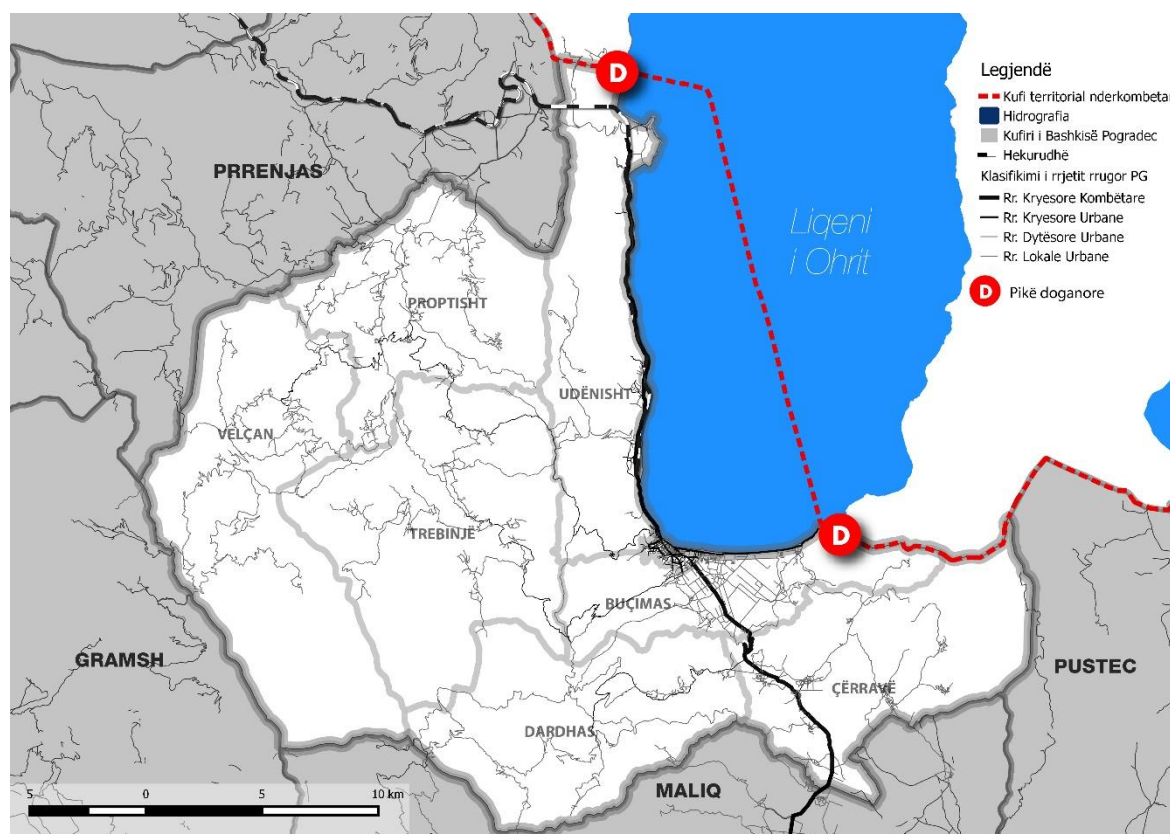 Legjendë
Kufi territorial nderkombetar
Hidrografia
Kufiri i Bashkisë Pogradec
Hekurudhë
Klasifikimi i rrjetit rrugor PG
Rr. Kryesore Kombëtare
Rr. Kryesore Urbane
Rr. Dytësore Urbane
Rr. Lokale Urbane
D Pikë doganore
D
PRRENJAS
Liqeni
i Ohrit
PROPTISHT
UDËNISHT
VELÇAN
TREBINJË
D
BUÇIMAS
GRAMSH
PUSTEC
ÇËRRAVË
DARDHAS
MALIQ
5 0 5 10 km